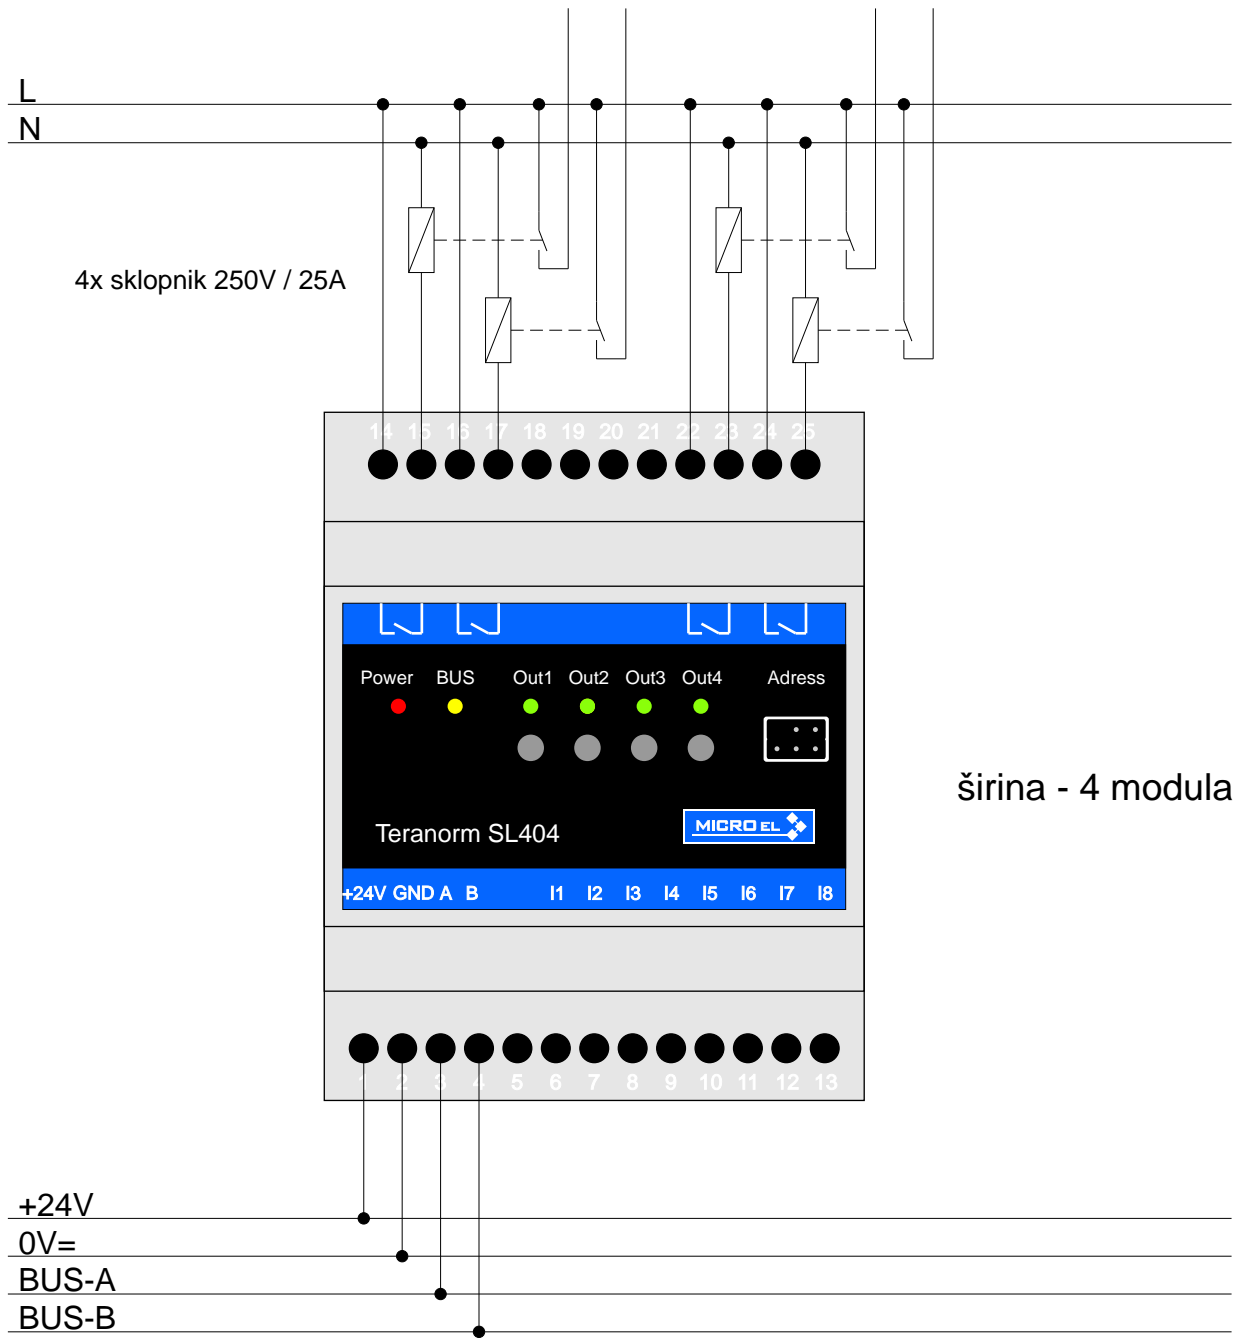 L
N
4x sklopnik 250V / 25A
14 15 16 17 18 19 20 21 22 23 24 25
Power BUS Out1 Out2 Out3 Out4 Adress
širina - 4 modula
Teranorm SL404 MICRO EL
+24V GND A B I1 I2 I3 I4 I5 I6 I7 I8
1 2 3 4 5 6 7 8 9 10 11 12 13
+24V
0V=
BUS-A
BUS-B